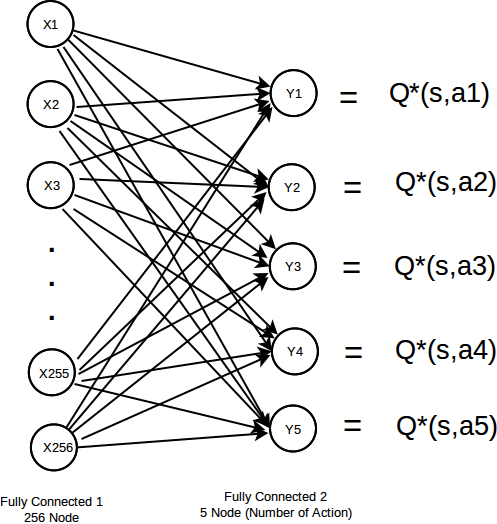 X1
X2
X3
.
.
.
X255
X256
Y1 = Q*(s,a1)
Y2 = Q*(s,a2)
Y3 = Q*(s,a3)
Y4 = Q*(s,a4)
Y5 = Q*(s,a5)
Fully Connected 1
256 Node
Fully Connected 2
5 Node (Number of Action)